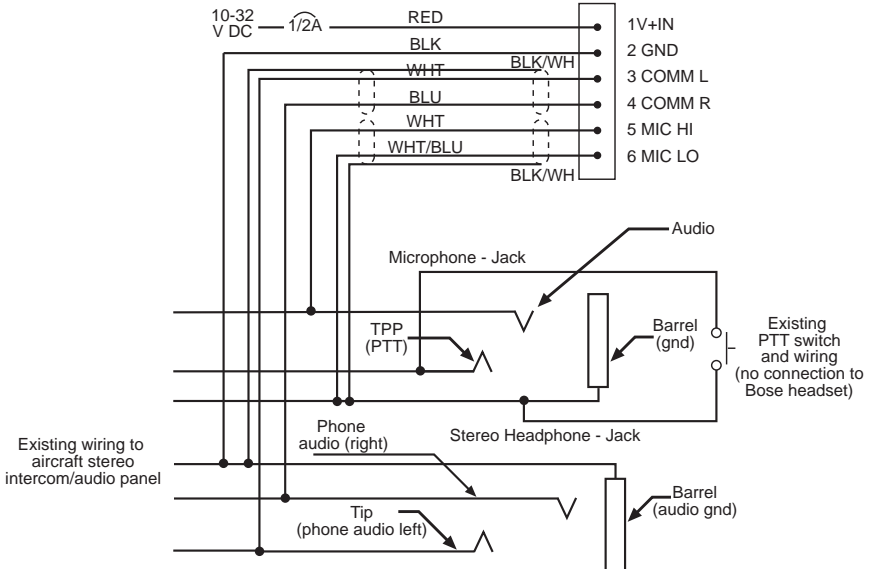 10-32
V DC
1/2A
RED
1V+IN
BLK
2 GND
BLK/WH
WHT
3 COMM L
BLU
4 COMM R
WHT
5 MIC HI
WHT/BLU
6 MIC LO
BLK/WH
Audio
Microphone - Jack
TPP
(PTT)
Barrel
(gnd)
Existing
PTT switch
and wiring
(no connection to
Bose headset)
Phone
audio (right)
Stereo Headphone - Jack
Existing wiring to
aircraft stereo
intercom/audio panel
Tip
(phone audio left)
Barrel
(audio gnd)